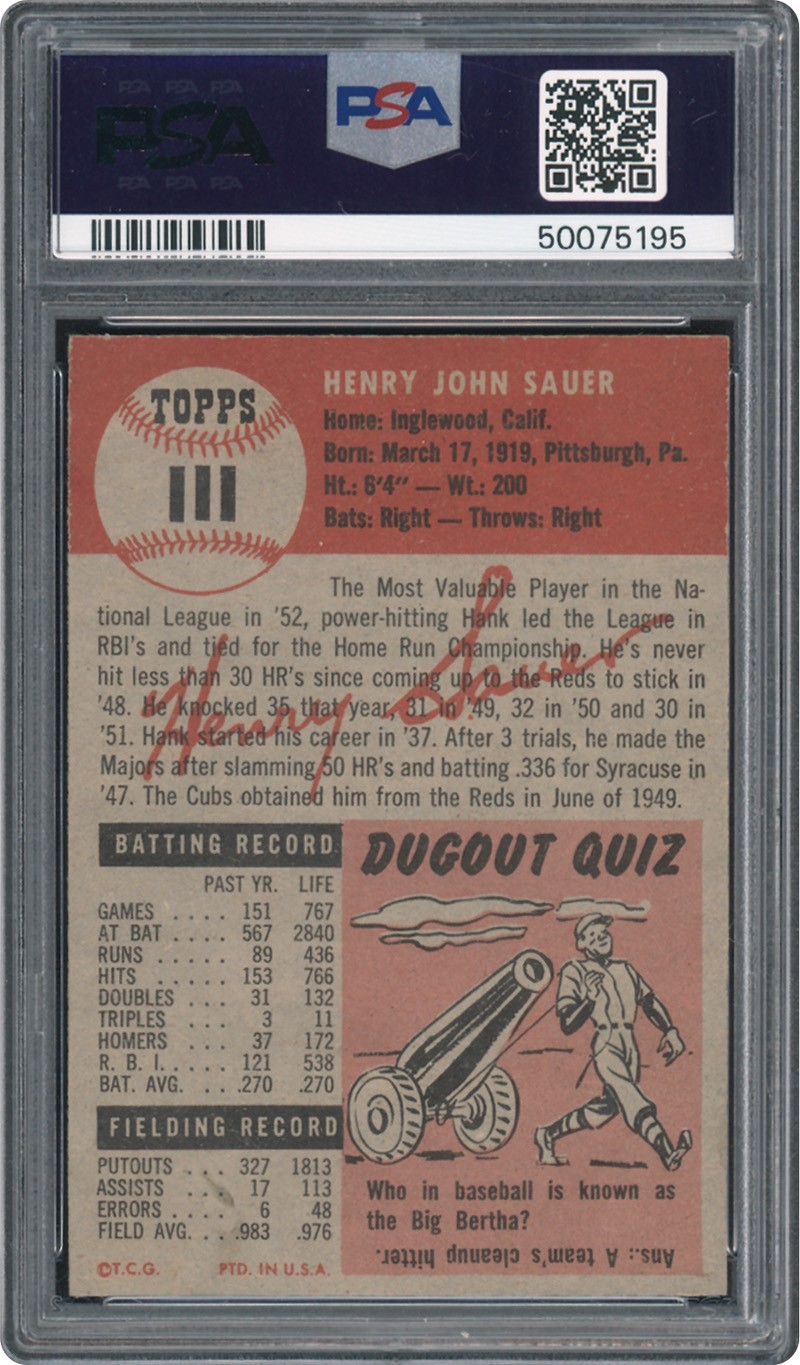 PSA PSA PSA
PSA
PSA PSA PSA
PSA
50075195
TOPPS
111
HENRY JOHN SAUER
Home: Inglewood, Calif.
Born: March 17, 1919, Pittsburgh, Pa.
Ht.: 6'4" — Wt.: 200
Bats: Right — Throws: Right
The Most Valuable Player in the Na-
tional League in '52, power-hitting Hank led the League in
RBI's and tied for the Home Run Championship. He's never
hit less than 30 HR's since coming up to the Reds to stick in
'48. He knocked 35 that year, 31 in '49, 32 in '50 and 30 in
'51. Hank started his career in '37. After 3 trials, he made the
Majors after slamming 50 HR's and batting .336 for Syracuse in
'47. The Cubs obtained him from the Reds in June of 1949.
Henry Sauer
BATTING RECORD
PAST YR. LIFE
GAMES . . . . 151 767
AT BAT . . . . 567 2840
RUNS . . . . . 89 436
HITS . . . . . 153 766
DOUBLES . . . 31 132
TRIPLES . . . 3 11
HOMERS . . . 37 172
R. B. I. . . . . 121 538
BAT. AVG. . . .270 .270
FIELDING RECORD
PUTOUTS . . . 327 1813
ASSISTS . . . 17 113
ERRORS . . . . 6 48
FIELD AVG. . . .983 .976
©T.C.G. PTD. IN U.S.A.
DUGOUT QUIZ
Who in baseball is known as
the Big Bertha?
Ans.: A team's cleanup hitter.